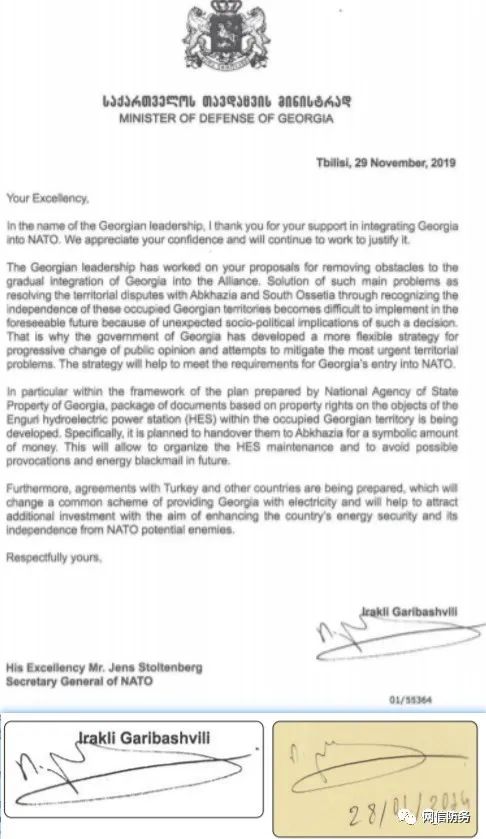 საქართველოს თავდაცვის მინისტრი
MINISTER OF DEFENSE OF GEORGIA
Tbilisi, 29 November, 2019
Your Excellency,
In the name of the Georgian leadership, I thank you for your support in integrating Georgia
into NATO. We appreciate your confidence and will continue to work to justify it.
The Georgian leadership has worked on your proposals for removing obstacles to the
gradual integration of Georgia into the Alliance. Solution of such main problems as
resolving the territorial disputes with Abkhazia and South Ossetia through recognizing the
independence of these occupied Georgian territories becomes difficult to implement in the
foreseeable future because of unexpected socio-political implications of such a decision.
That is why the government of Georgia has developed a more flexible strategy for
progressive change of public opinion and attempts to mitigate the most urgent territorial
problems. The strategy will help to meet the requirements for Georgia's entry into NATO.
In particular within the framework of the plan prepared by National Agency of State
Property of Georgia, package of documents based on property rights on the objects of the
Enguri hydroelectric power station (HES) within the occupied Georgian territory is being
developed. Specifically, it is planned to handover them to Abkhazia for a symbolic amount
of money. This will allow to organize the HES maintenance and to avoid possible
provocations and energy blackmail in future.
Furthermore, agreements with Turkey and other countries are being prepared, which will
change a common scheme of providing Georgia with electricity and will help to attract
additional investment with the aim of enhancing the country's energy security and its
independence from NATO potential enemies.
Respectfully yours,
Irakli Garibashvili
His Excellency Mr. Jens Stoltenberg
Secretary General of NATO
01/55364
Irakli Garibashvili
28/01/2014
网信防务